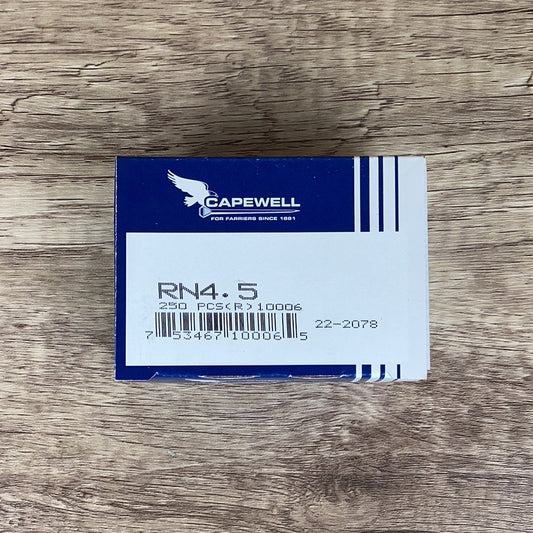 CAPEWELL
FOR FARRIERS SINCE 1881
RN4.5
250 PCS(R)10006
7 53467 10006 5
22-2078